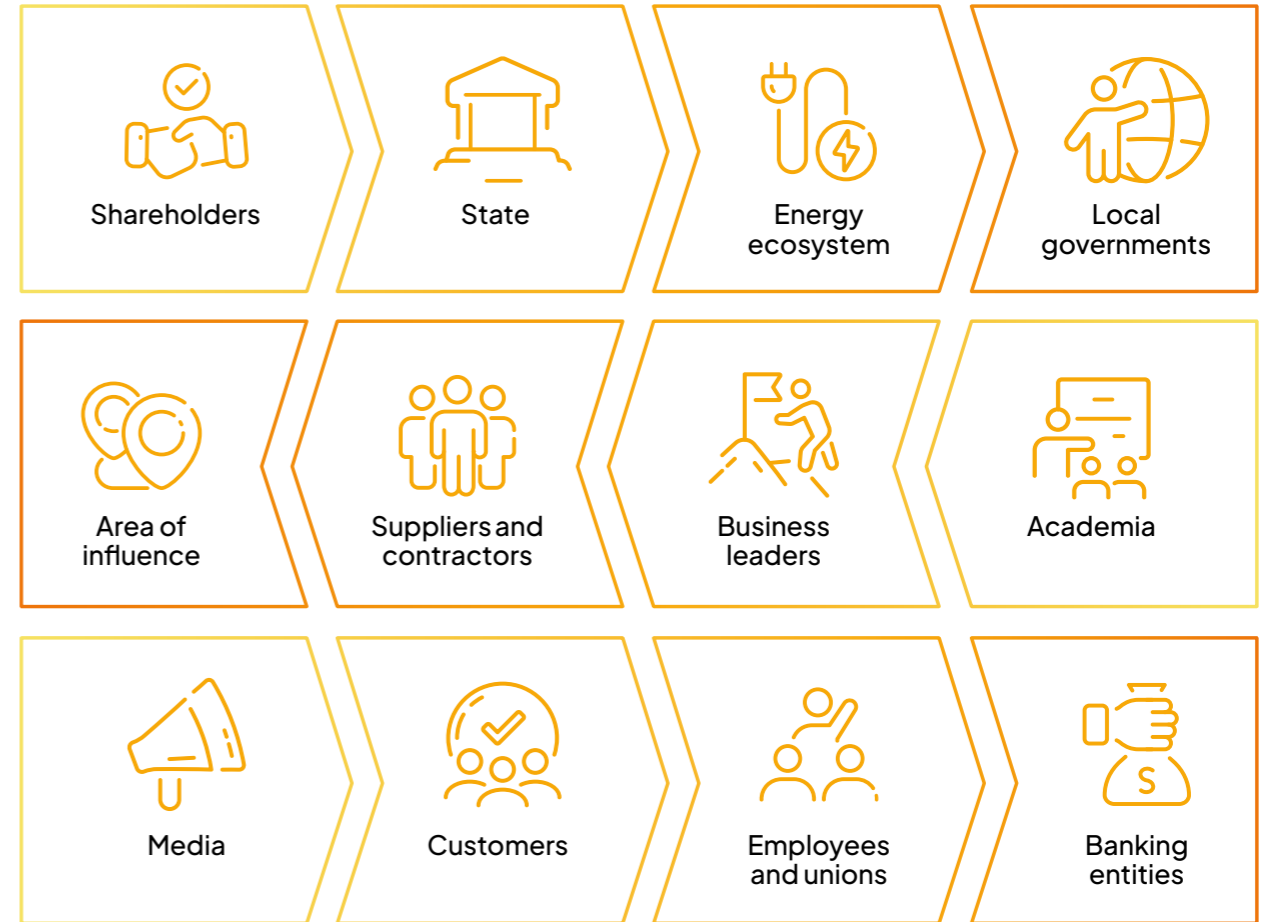 Shareholders
State
Energy
ecosystem
Local
governments
Area of
influence
Suppliers and
contractors
Business
leaders
Academia
Media
Customers
S
Employees
and unions
Banking
entities